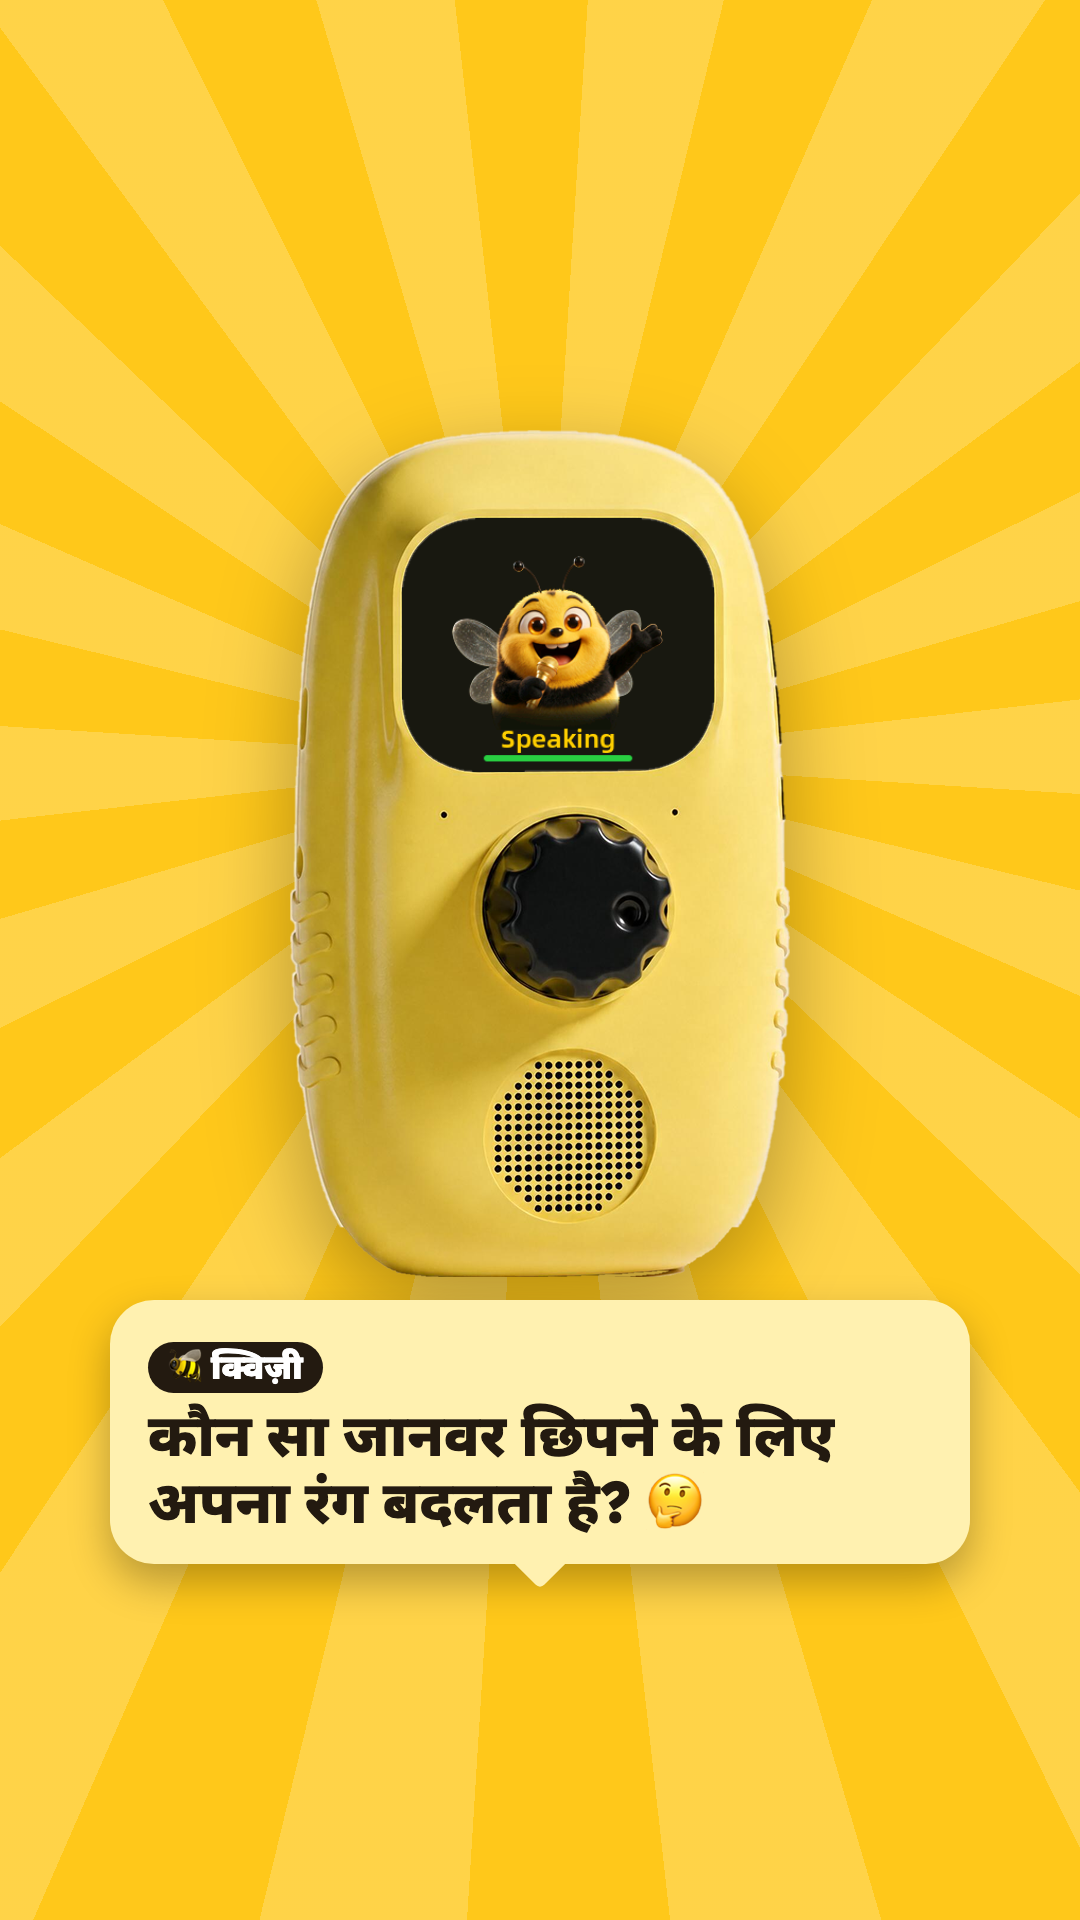 Speaking
🐝 क्विज़ी
कौन सा जानवर छिपने के लिए
अपना रंग बदलता है? 🤔